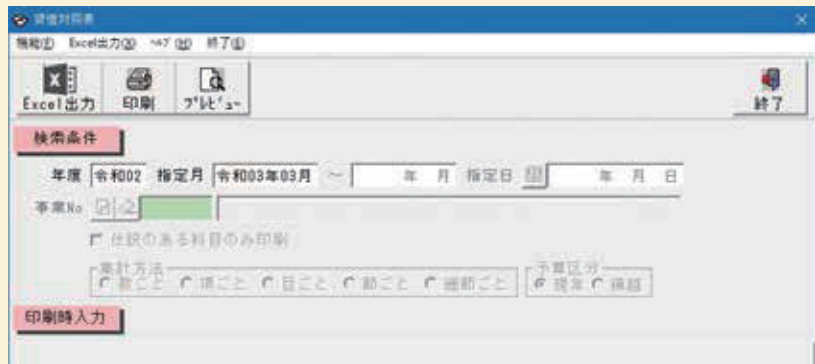 貸借対照表
機能(F) Excel出力(X) ヘルプ(H) 終了(E)
Excel出力 印刷 プレビュー 終了
検索条件
年度 令和02 指定月 令和03年03月 ～ 年 月 指定日 年 月 日
事業No
仕訳のある科目のみ印刷
集計方法 予算区分
款ごと 項ごと 目ごと 節ごと 細節ごと 現年 繰越
印刷時入力